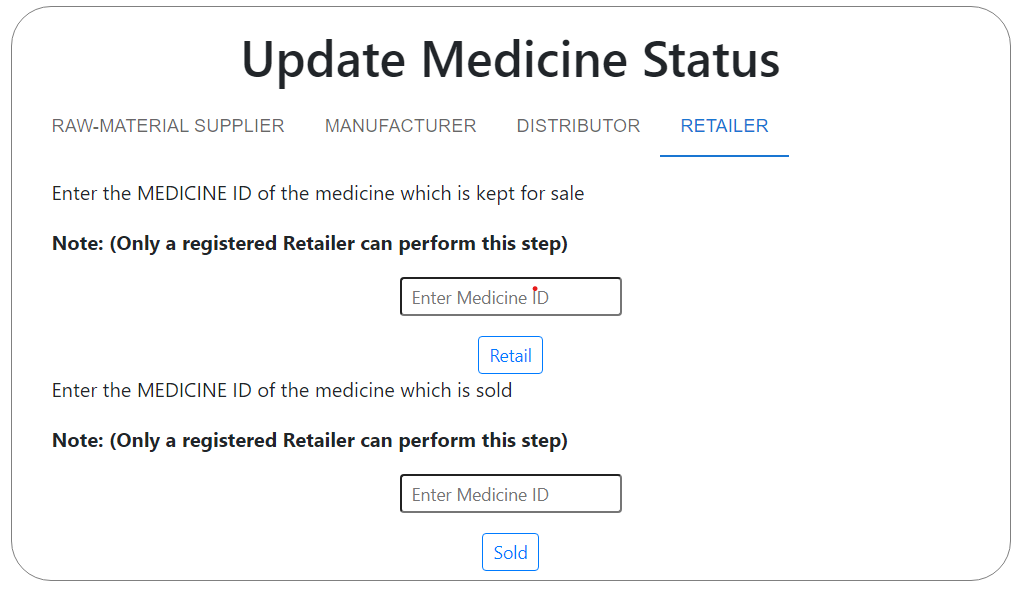 Update Medicine Status
RAW-MATERIAL SUPPLIER MANUFACTURER DISTRIBUTOR RETAILER
Enter the MEDICINE ID of the medicine which is kept for sale
Note: (Only a registered Retailer can perform this step)
Enter Medicine ID
Retail
Enter the MEDICINE ID of the medicine which is sold
Note: (Only a registered Retailer can perform this step)
Enter Medicine ID
Sold